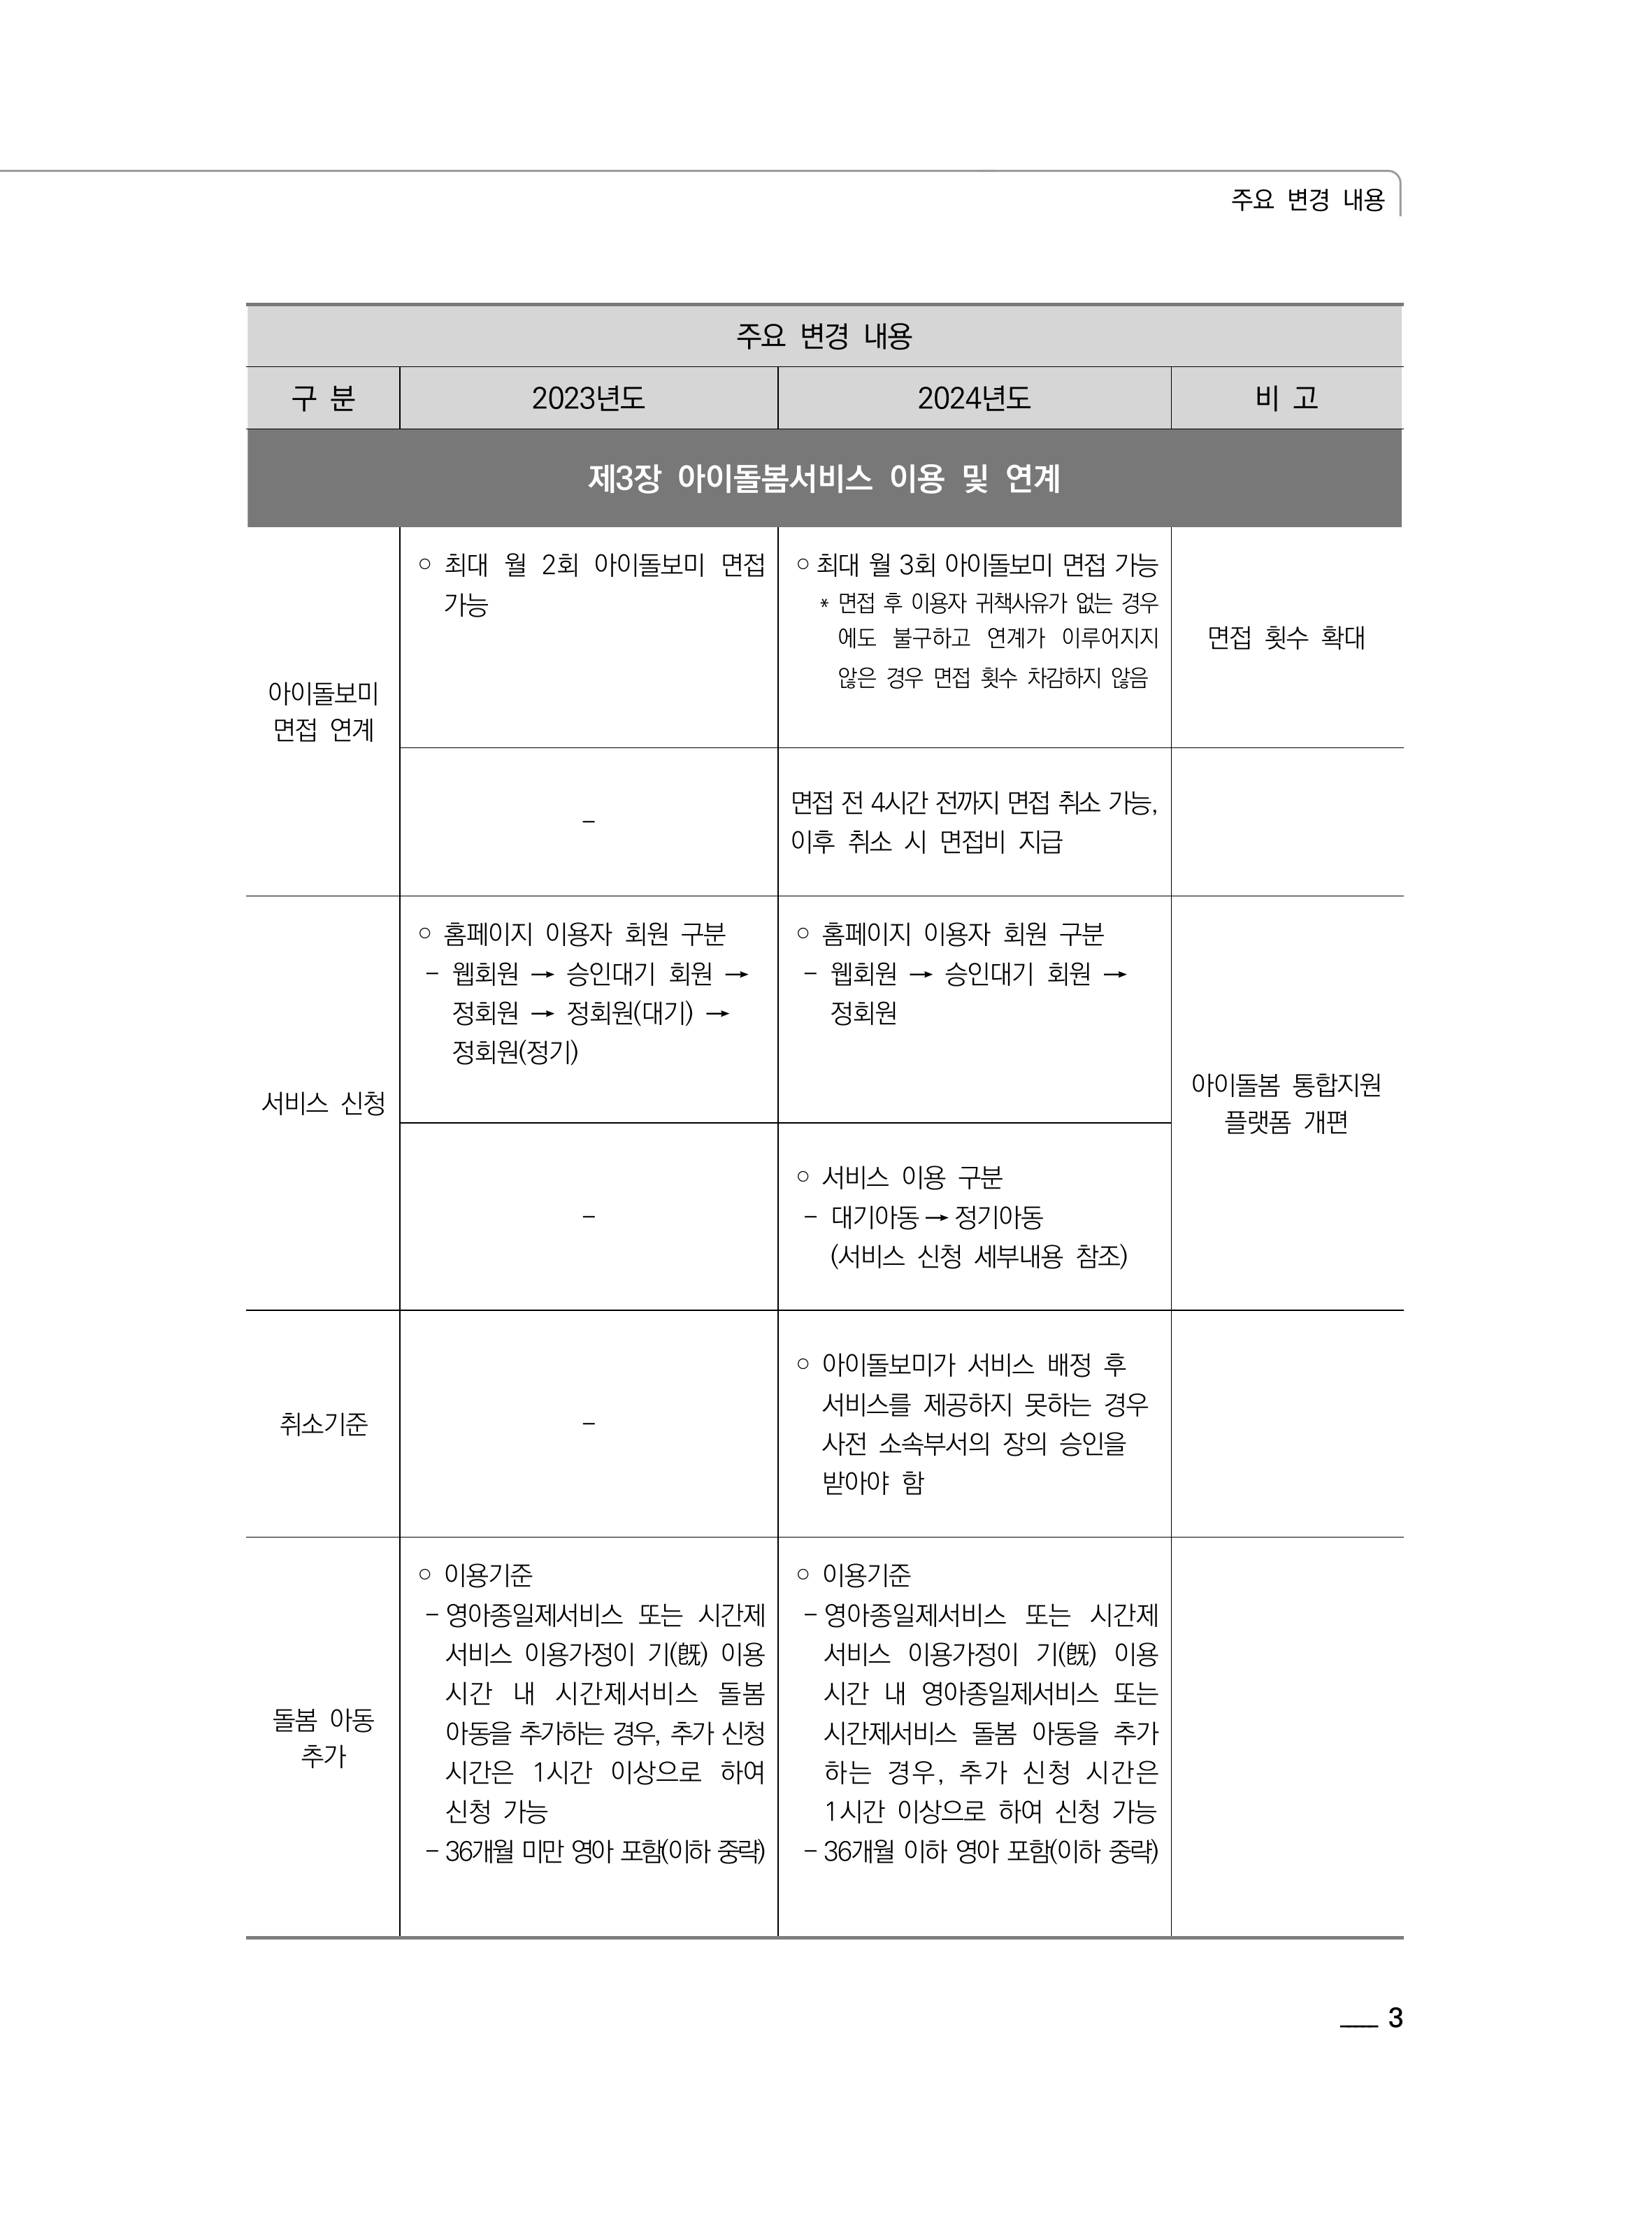 주요 변경 내용
주요 변경 내용
구 분
2023년도
2024년도
비 고
제3장 아이돌봄서비스 이용 및 연계
아이돌보미
면접 연계
○ 최대 월 2회 아이돌보미 면접
가능
○ 최대 월 3회 아이돌보미 면접 가능
* 면접 후 이용자 귀책사유가 없는 경우
에도 불구하고 연계가 이루어지지
않은 경우 면접 횟수 차감하지 않음
면접 횟수 확대
–
면접 전 4시간 전까지 면접 취소 가능,
이후 취소 시 면접비 지급
서비스 신청
○ 홈페이지 이용자 회원 구분
– 웹회원 → 승인대기 회원 →
정회원 → 정회원(대기) →
정회원(정기)
○ 홈페이지 이용자 회원 구분
– 웹회원 → 승인대기 회원 →
정회원
아이돌봄 통합지원
플랫폼 개편
–
○ 서비스 이용 구분
– 대기아동 → 정기아동
(서비스 신청 세부내용 참조)
취소기준
–
○ 아이돌보미가 서비스 배정 후
서비스를 제공하지 못하는 경우
사전 소속부서의 장의 승인을
받아야 함
돌봄 아동
추가
○ 이용기준
– 영아종일제서비스 또는 시간제
서비스 이용가정이 기(旣) 이용
시간 내 시간제서비스 돌봄
아동을 추가하는 경우, 추가 신청
시간은 1시간 이상으로 하여
신청 가능
– 36개월 미만 영아 포함(이하 중략)
○ 이용기준
– 영아종일제서비스 또는 시간제
서비스 이용가정이 기(旣) 이용
시간 내 영아종일제서비스 또는
시간제서비스 돌봄 아동을 추가
하는 경우, 추가 신청 시간은
1시간 이상으로 하여 신청 가능
– 36개월 이하 영아 포함(이하 중략)
3